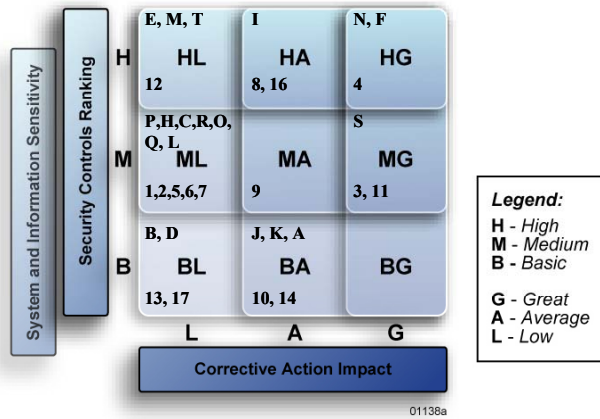 System and Information Sensitivity
Security Controls Ranking
H
E, M, T
HL
12
I
HA
8, 16
N, F
HG
4
M
P,H,C,R,O,
Q, L
ML
1,2,5,6,7
MA
9
S
MG
3, 11
B
B, D
BL
13, 17
J, K, A
BA
10, 14
BG
L A G
Corrective Action Impact
01138a
Legend:
H - High
M - Medium
B - Basic
G - Great
A - Average
L - Low